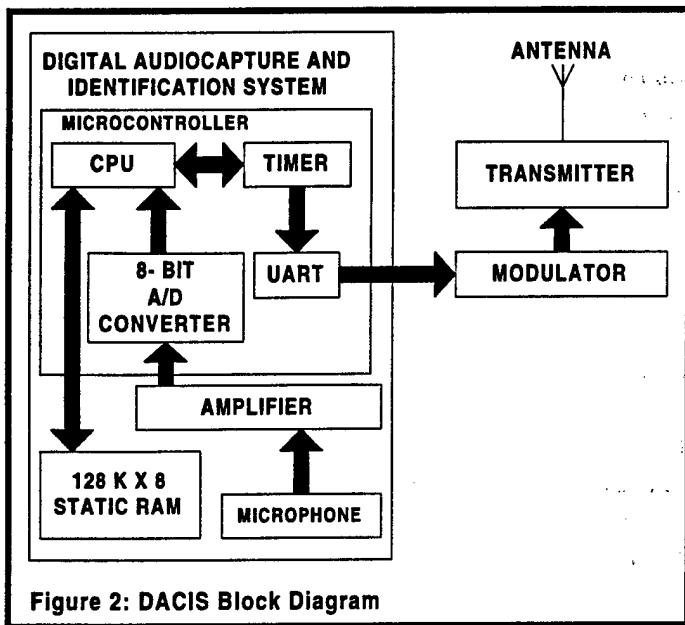 DIGITAL AUDIOCAPTURE AND
IDENTIFICATION SYSTEM
MICROCONTROLLER
CPU
TIMER
8- BIT
A/D
CONVERTER
UART
AMPLIFIER
128 K X 8
STATIC RAM
MICROPHONE
ANTENNA
TRANSMITTER
MODULATOR
Figure 2: DACIS Block Diagram